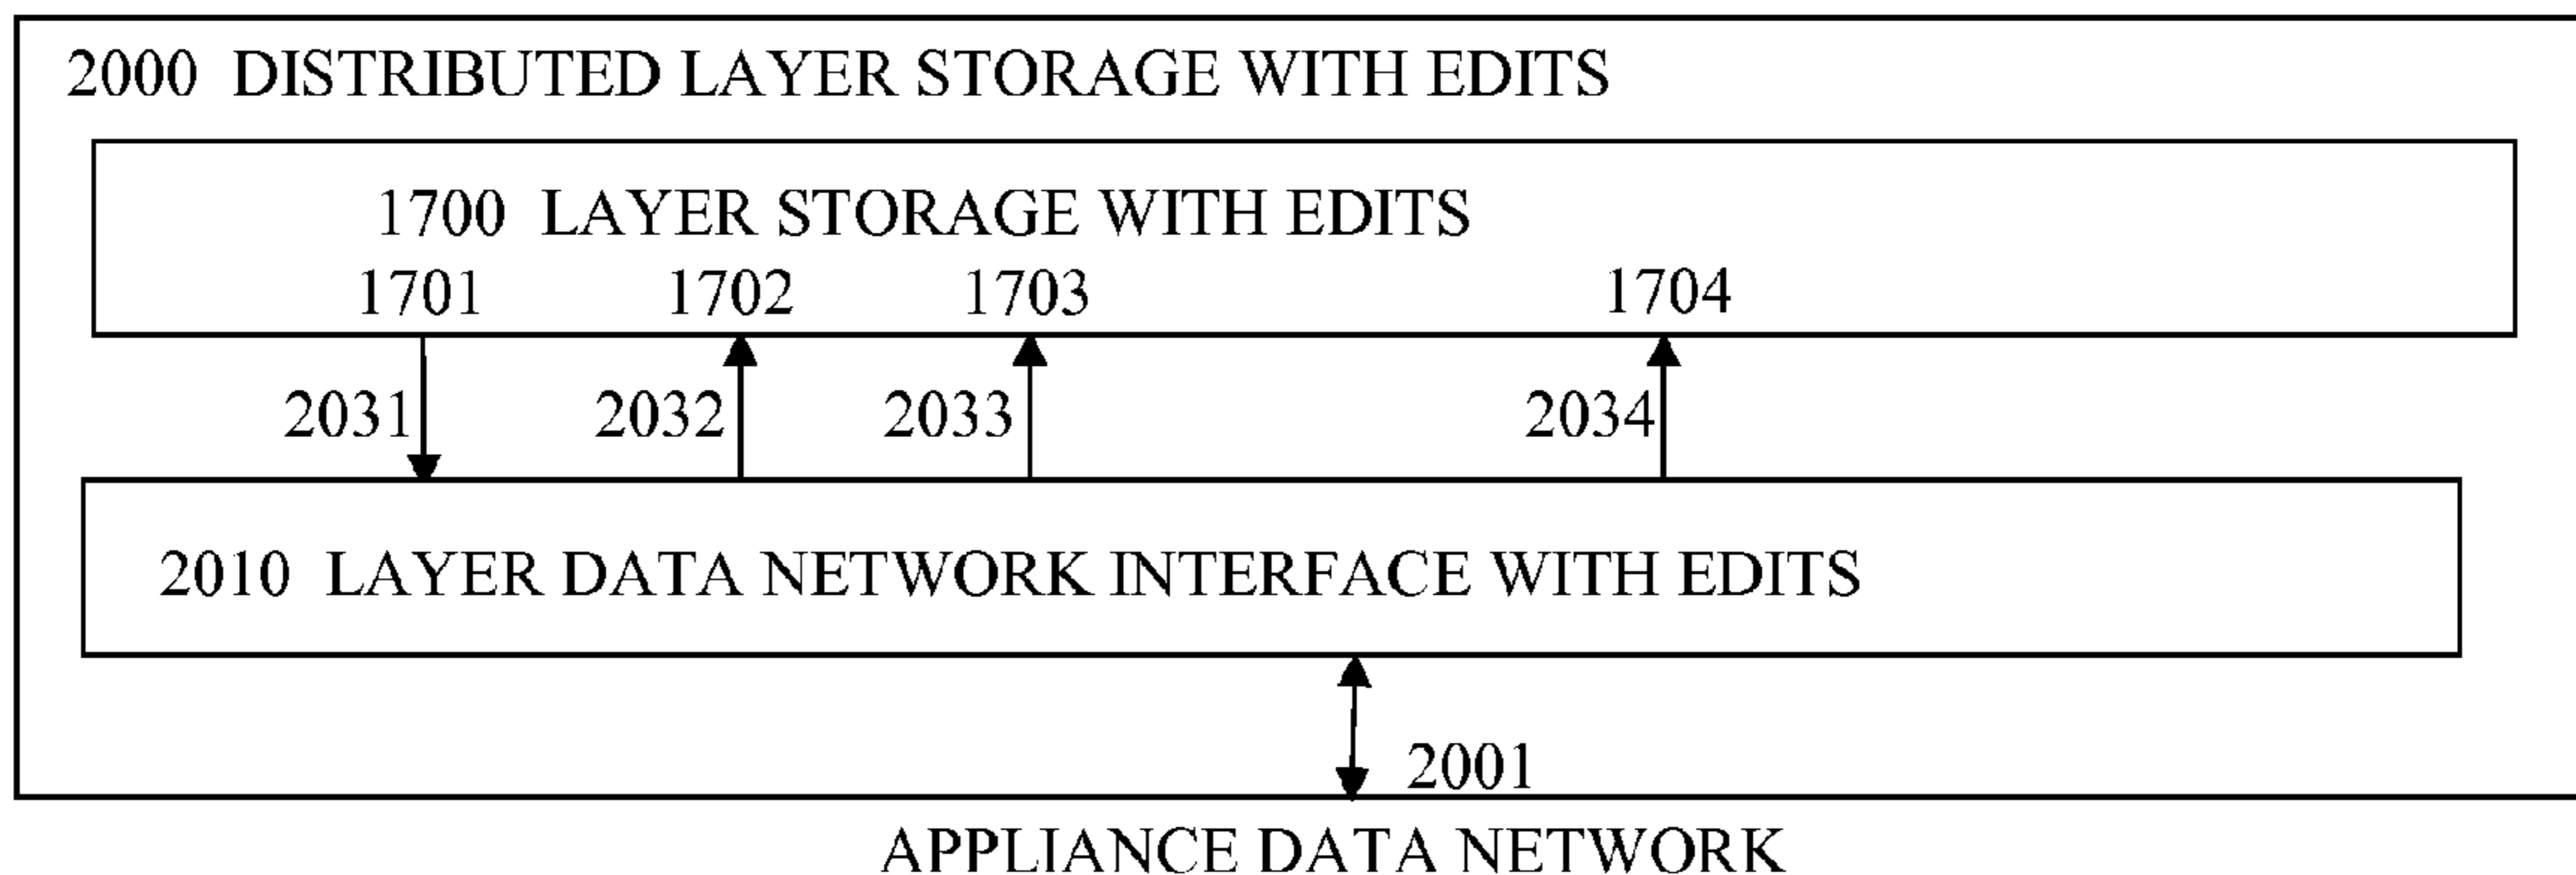 2000 DISTRIBUTED LAYER STORAGE WITH EDITS
1700 LAYER STORAGE WITH EDITS
1701 1702 1703 1704
2031 2032 2033 2034
2010 LAYER DATA NETWORK INTERFACE WITH EDITS
2001
APPLIANCE DATA NETWORK